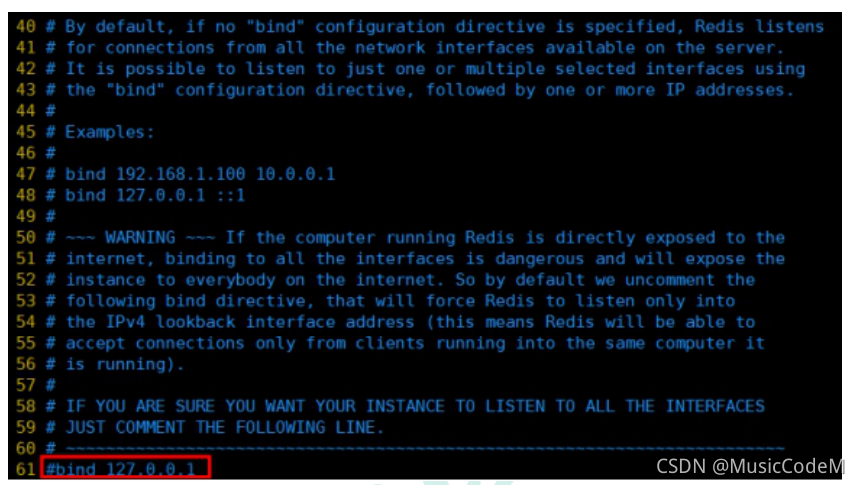 40 # By default, if no "bind" configuration directive is specified, Redis listens
41 # for connections from all the network interfaces available on the server.
42 # It is possible to listen to just one or multiple selected interfaces using
43 # the "bind" configuration directive, followed by one or more IP addresses.
44 #
45 # Examples:
46 #
47 # bind 192.168.1.100 10.0.0.1
48 # bind 127.0.0.1 ::1
49 #
50 # ~~~ WARNING ~~~ If the computer running Redis is directly exposed to the
51 # internet, binding to all the interfaces is dangerous and will expose the
52 # instance to everybody on the internet. So by default we uncomment the
53 # following bind directive, that will force Redis to listen only into
54 # the IPv4 lookback interface address (this means Redis will be able to
55 # accept connections only from clients running into the same computer it
56 # is running).
57 #
58 # IF YOU ARE SURE YOU WANT YOUR INSTANCE TO LISTEN TO ALL THE INTERFACES
59 # JUST COMMENT THE FOLLOWING LINE.
60 # ~~~~~~~~~~~~~~~~~~~~~~~~~~~~~~~~~~~~~~~~~~~~~~~~~~~~~~~~~~~~~~~~~~~~~~~~
61 #bind 127.0.0.1
CSDN @MusicCodeM